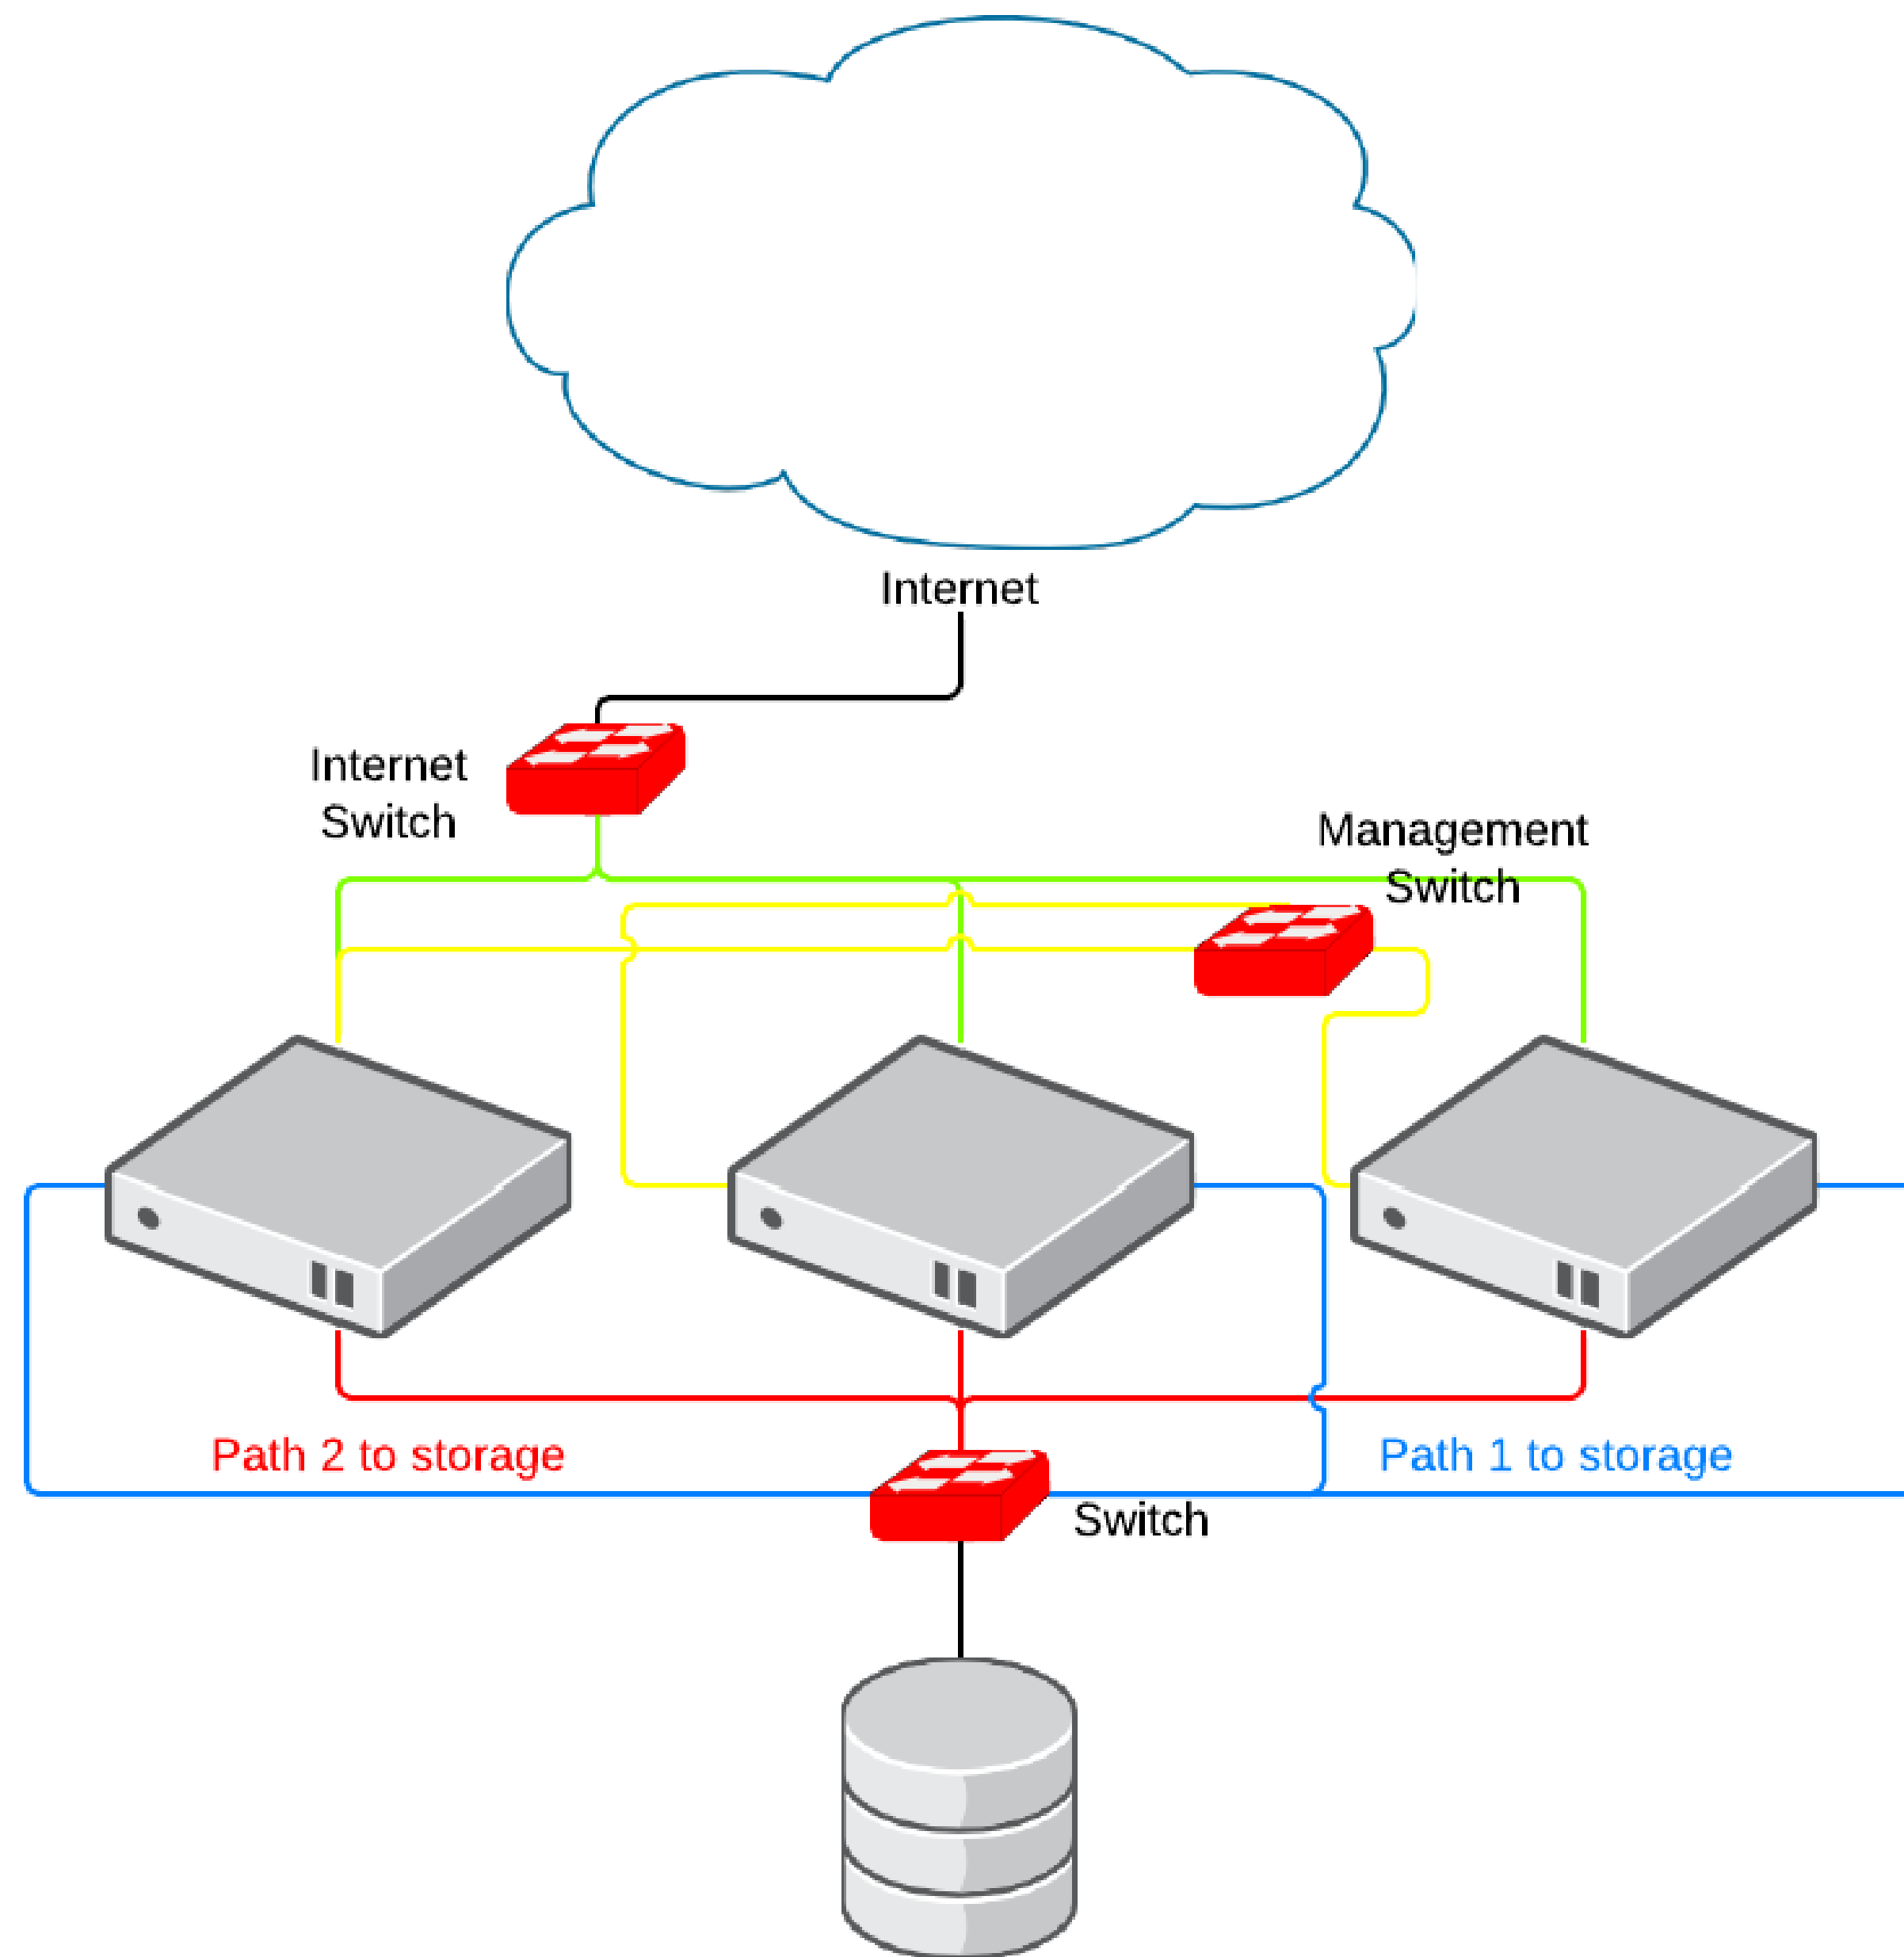 Internet
Internet
Switch
Management
Switch
Path 2 to storage
Path 1 to storage
Switch